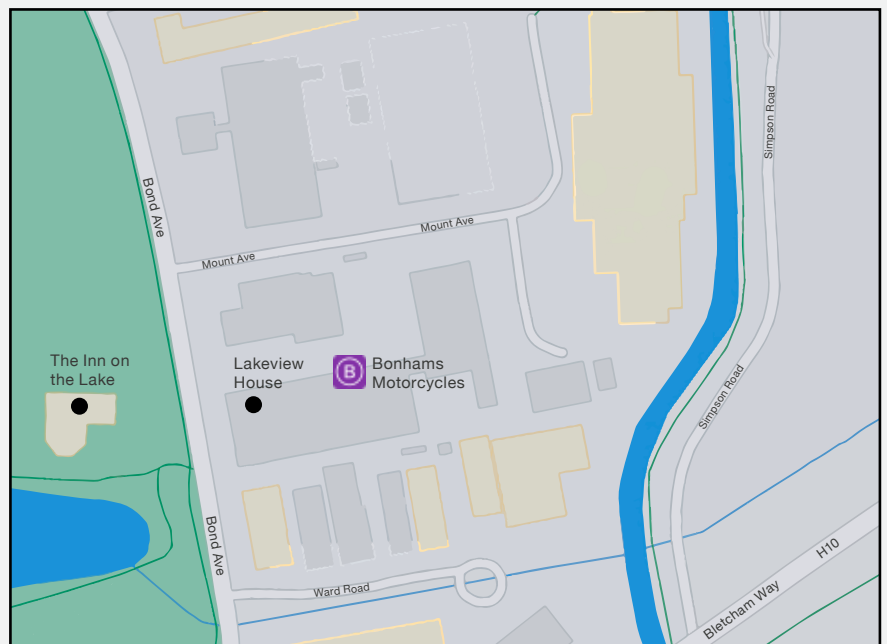 Simpson Road
Bond Ave
Mount Ave
Mount Ave
The Inn on
the Lake
Lakeview
House
B
Bonhams
Motorcycles
Simpson Road
Bond Ave
Ward Road
H10
Bletcham Way